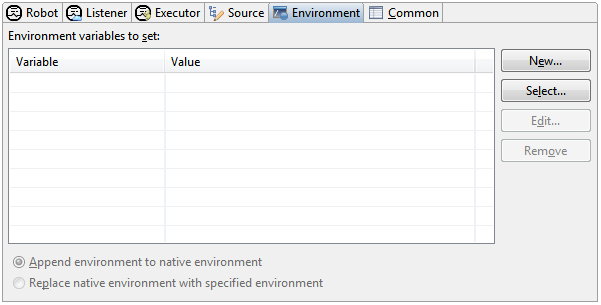 Robot Listener Executor Source Environment Common
Environment variables to set:
Variable Value
New...
Select...
Edit...
Remove
Append environment to native environment
Replace native environment with specified environment